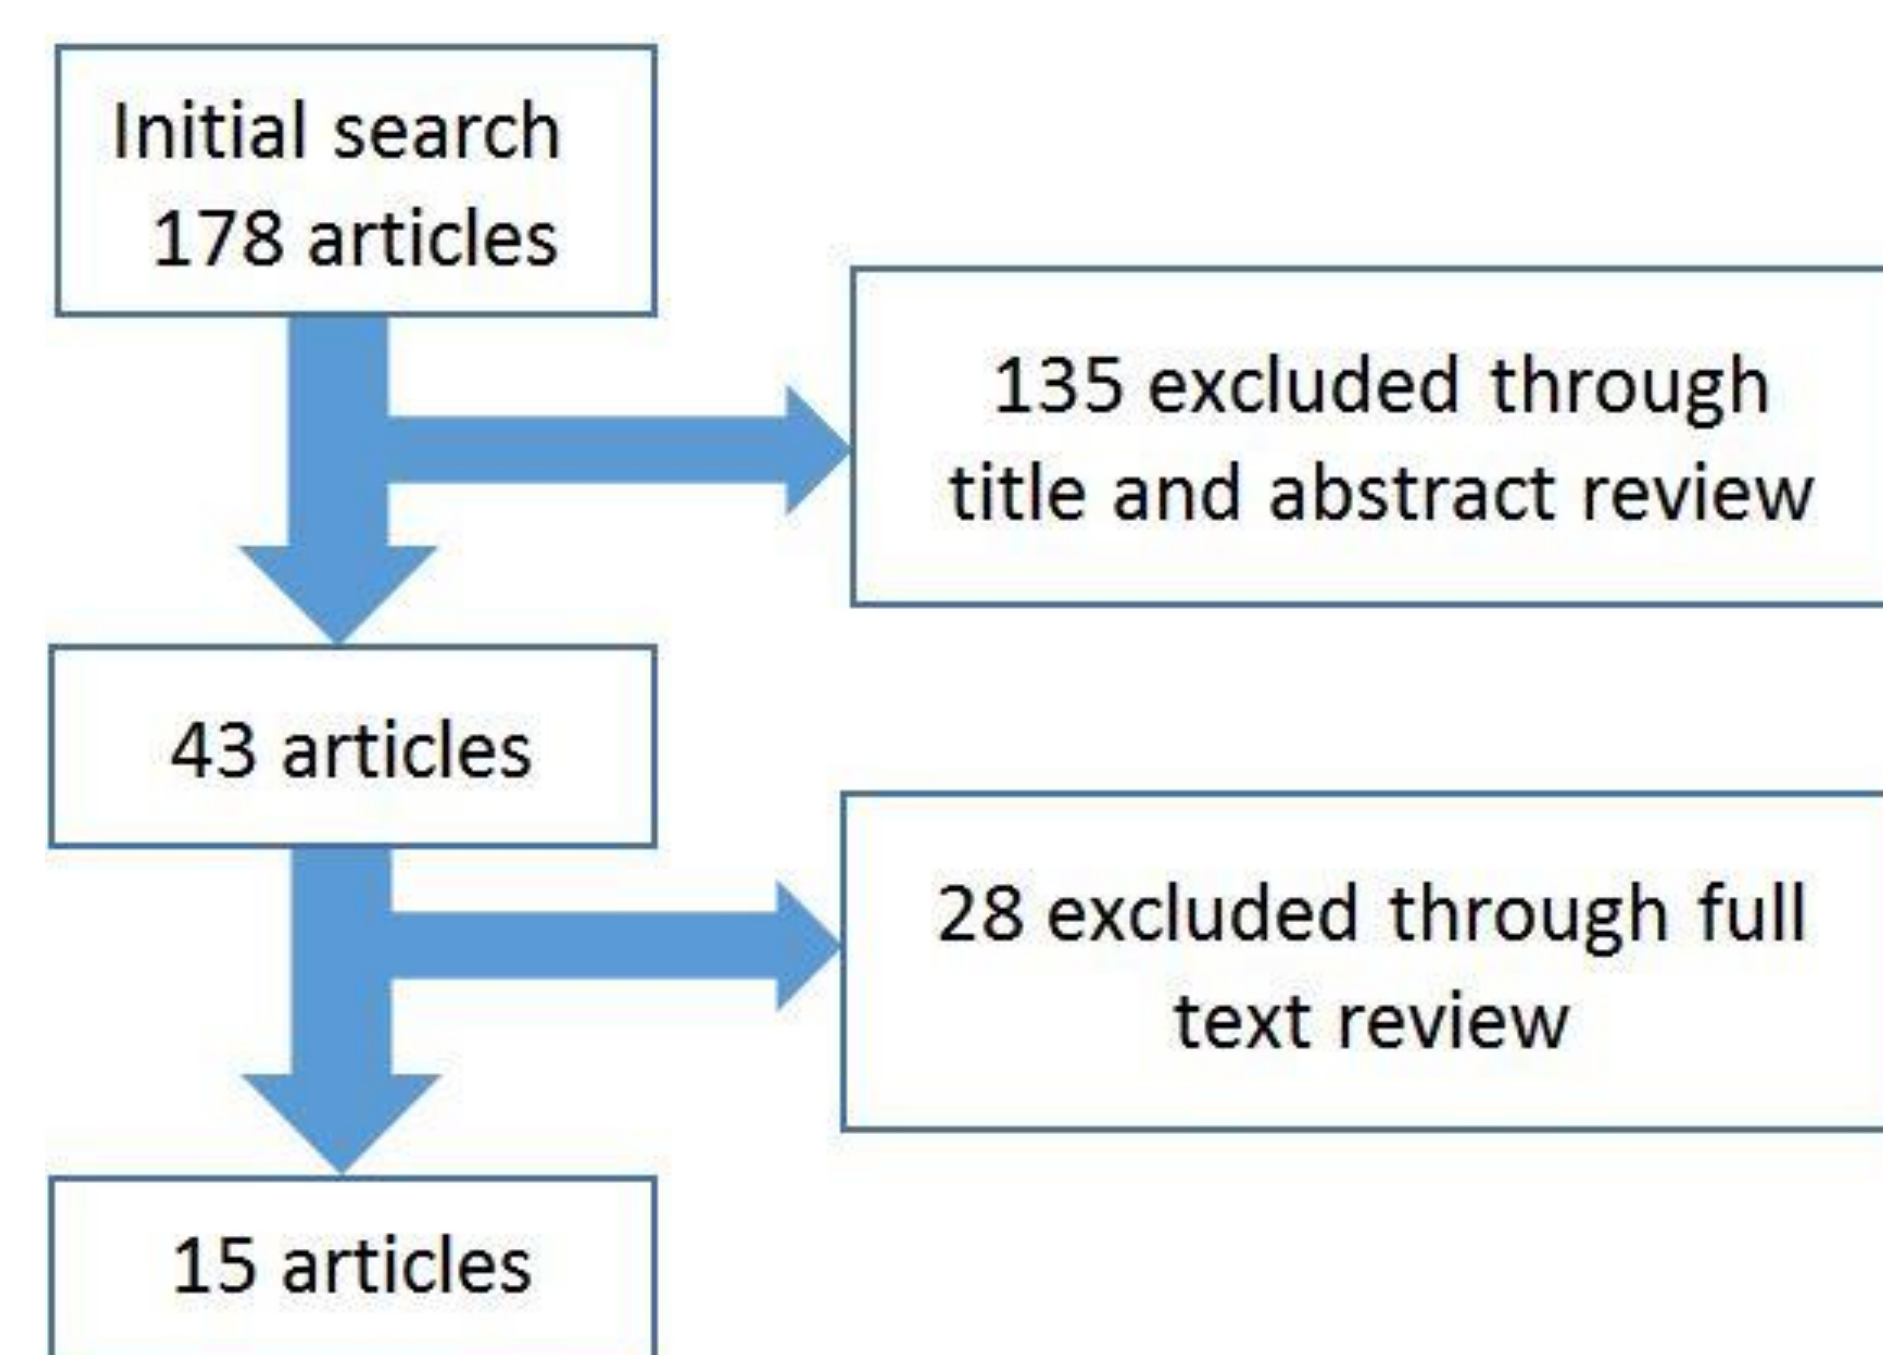 Initial search
178 articles
135 excluded through
title and abstract review
43 articles
28 excluded through full
text review
15 articles